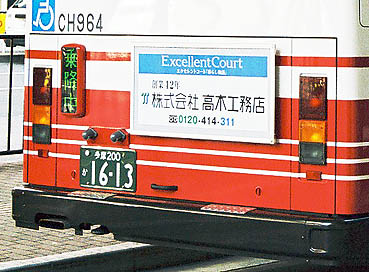 CH964
乗降中
ExcellentCourt
創業12年
株式会社 高木工務店
0120-414-311
多摩200
16-13